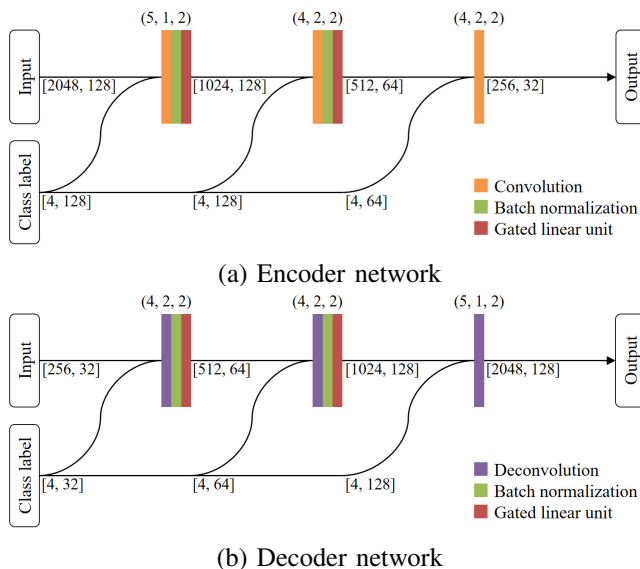 (5, 1, 2) (4, 2, 2) (4, 2, 2)
Input
[2048, 128] [1024, 128] [512, 64] [256, 32]
Output
Class label
[4, 128] [4, 128] [4, 64]
Convolution
Batch normalization
Gated linear unit
(a) Encoder network
(4, 2, 2) (4, 2, 2) (5, 1, 2)
Input
[256, 32] [512, 64] [1024, 128] [2048, 128]
Output
Class label
[4, 32] [4, 64] [4, 128]
Deconvolution
Batch normalization
Gated linear unit
(b) Decoder network